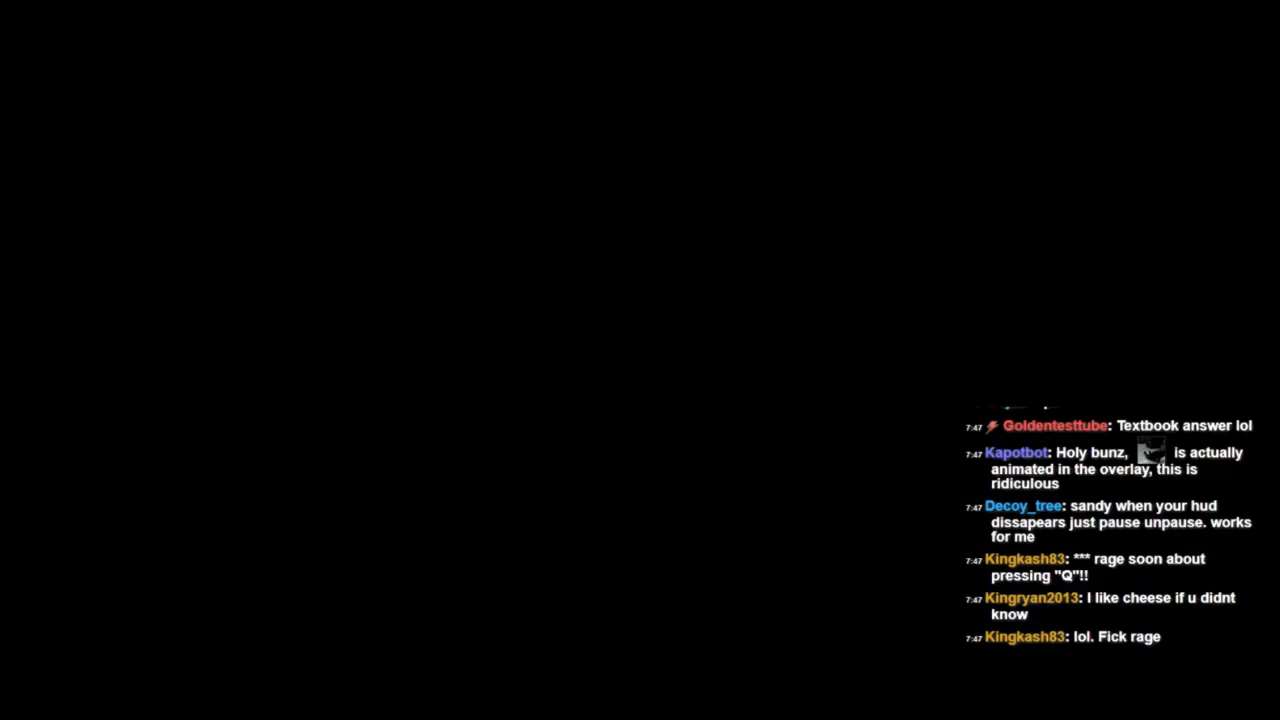 7:47 Goldentesttube: Textbook answer lol
7:47 Kapotbot: Holy bunz, is actually
animated in the overlay, this is
ridiculous
7:47 Decoy_tree: sandy when your hud
dissapears just pause unpause. works
for me
7:47 Kingkash83: *** rage soon about
pressing "Q"!!
7:47 Kingryan2013: I like cheese if u didnt
know
7:47 Kingkash83: lol. Fick rage